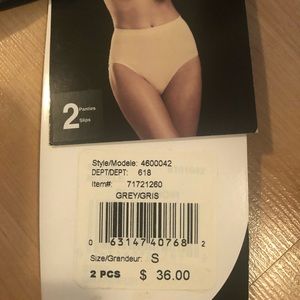 2 Panties
Slips
Style/Modele: 4600042
DEPT/DEPT: 618
Item#: 71721260
GREY/GRIS
0 63147 40768 2
Size/Grandeur: S
2 PCS $ 36.00